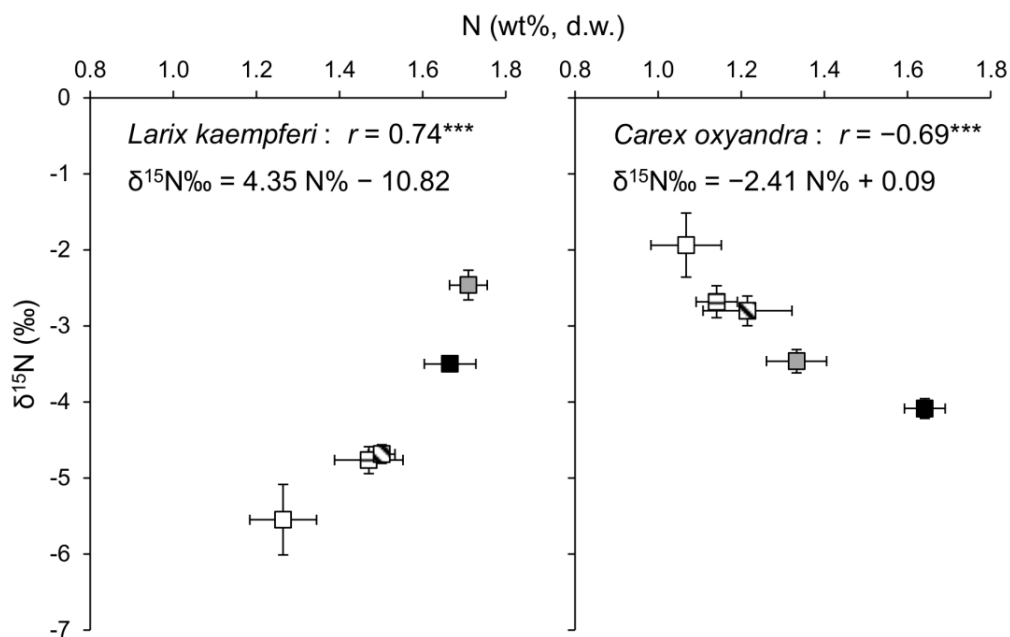 N (wt%, d.w.)
0.8 1.0 1.2 1.4 1.6 1.8 0.8 1.0 1.2 1.4 1.6 1.8
0
Larix kaempferi : r = 0.74***
δ¹⁵N‰ = 4.35 N% − 10.82
Carex oxyandra : r = −0.69***
δ¹⁵N‰ = −2.41 N% + 0.09
-1
-2
-3
-4
-5
-6
-7
δ¹⁵N (‰)